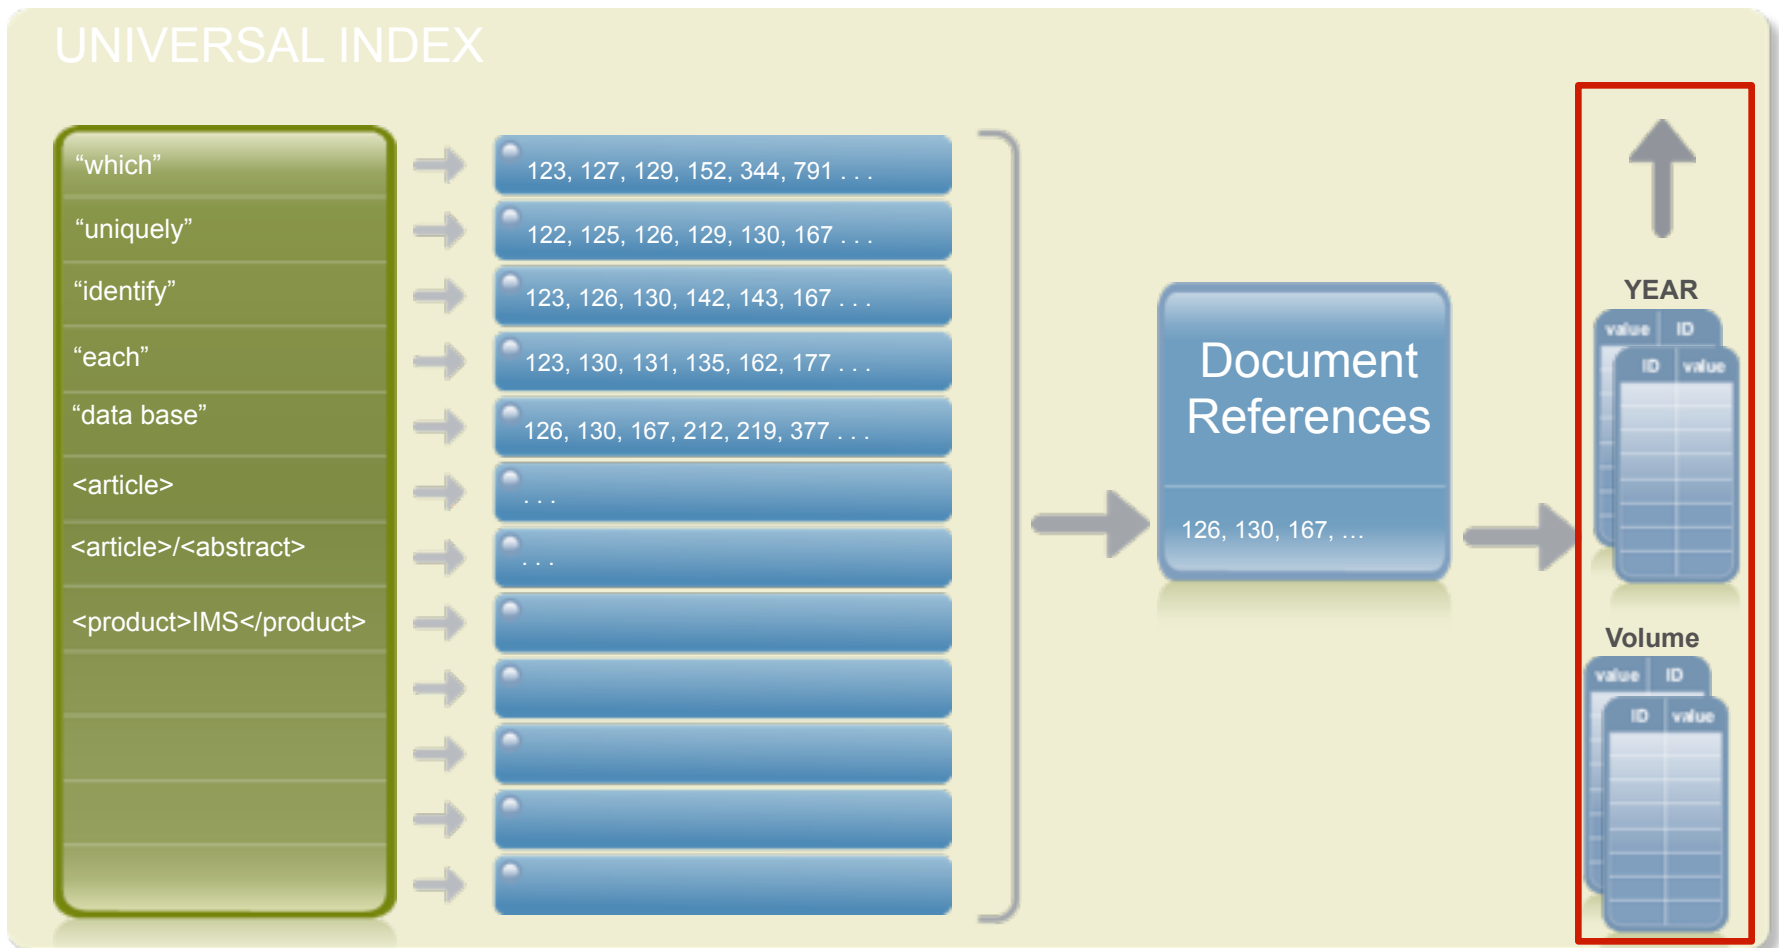 UNIVERSAL INDEX
“which”
123, 127, 129, 152, 344, 791 . . .
“uniquely”
122, 125, 126, 129, 130, 167 . . .
“identify”
123, 126, 130, 142, 143, 167 . . .
“each”
123, 130, 131, 135, 162, 177 . . .
“data base”
126, 130, 167, 212, 219, 377 . . .
<article>
. . .
<article>/<abstract>
. . .
<product>IMS</product>
Document
References
126, 130, 167, …
YEAR
value ID
ID value
Volume
value ID
ID value